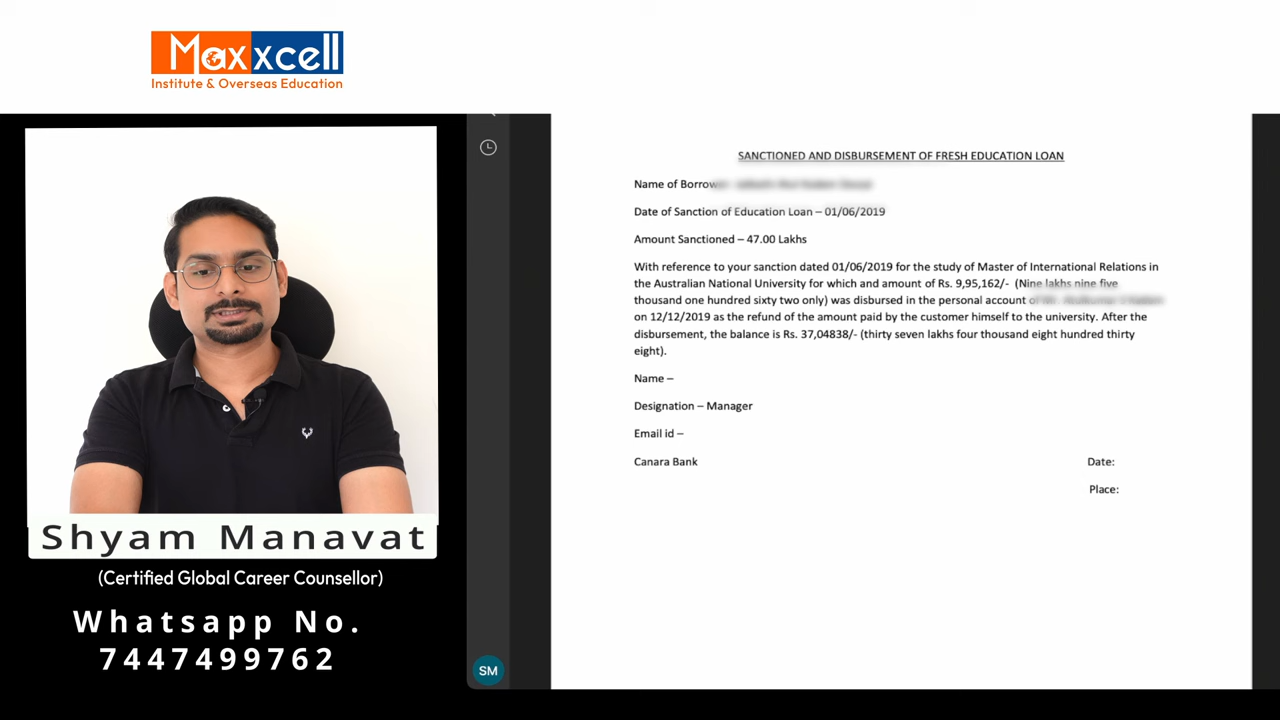 Maxxcell
Institute & Overseas Education
SANCTIONED AND DISBURSEMENT OF FRESH EDUCATION LOAN
Name of Borrower
Date of Sanction of Education Loan – 01/06/2019
Amount Sanctioned – 47.00 Lakhs
With reference to your sanction dated 01/06/2019 for the study of Master of International Relations in
the Australian National University for which and amount of Rs. 9,95,162/- (Nine lakhs nine five
thousand one hundred sixty two only) was disbursed in the personal account of
on 12/12/2019 as the refund of the amount paid by the customer himself to the university. After the
disbursement, the balance is Rs. 37,04838/- (thirty seven lakhs four thousand eight hundred thirty
eight).
Name –
Designation – Manager
Email id –
Canara Bank
Date:
Place:
Shyam Manavat
(Certified Global Career Counsellor)
Whatsapp No.
7447499762
SM